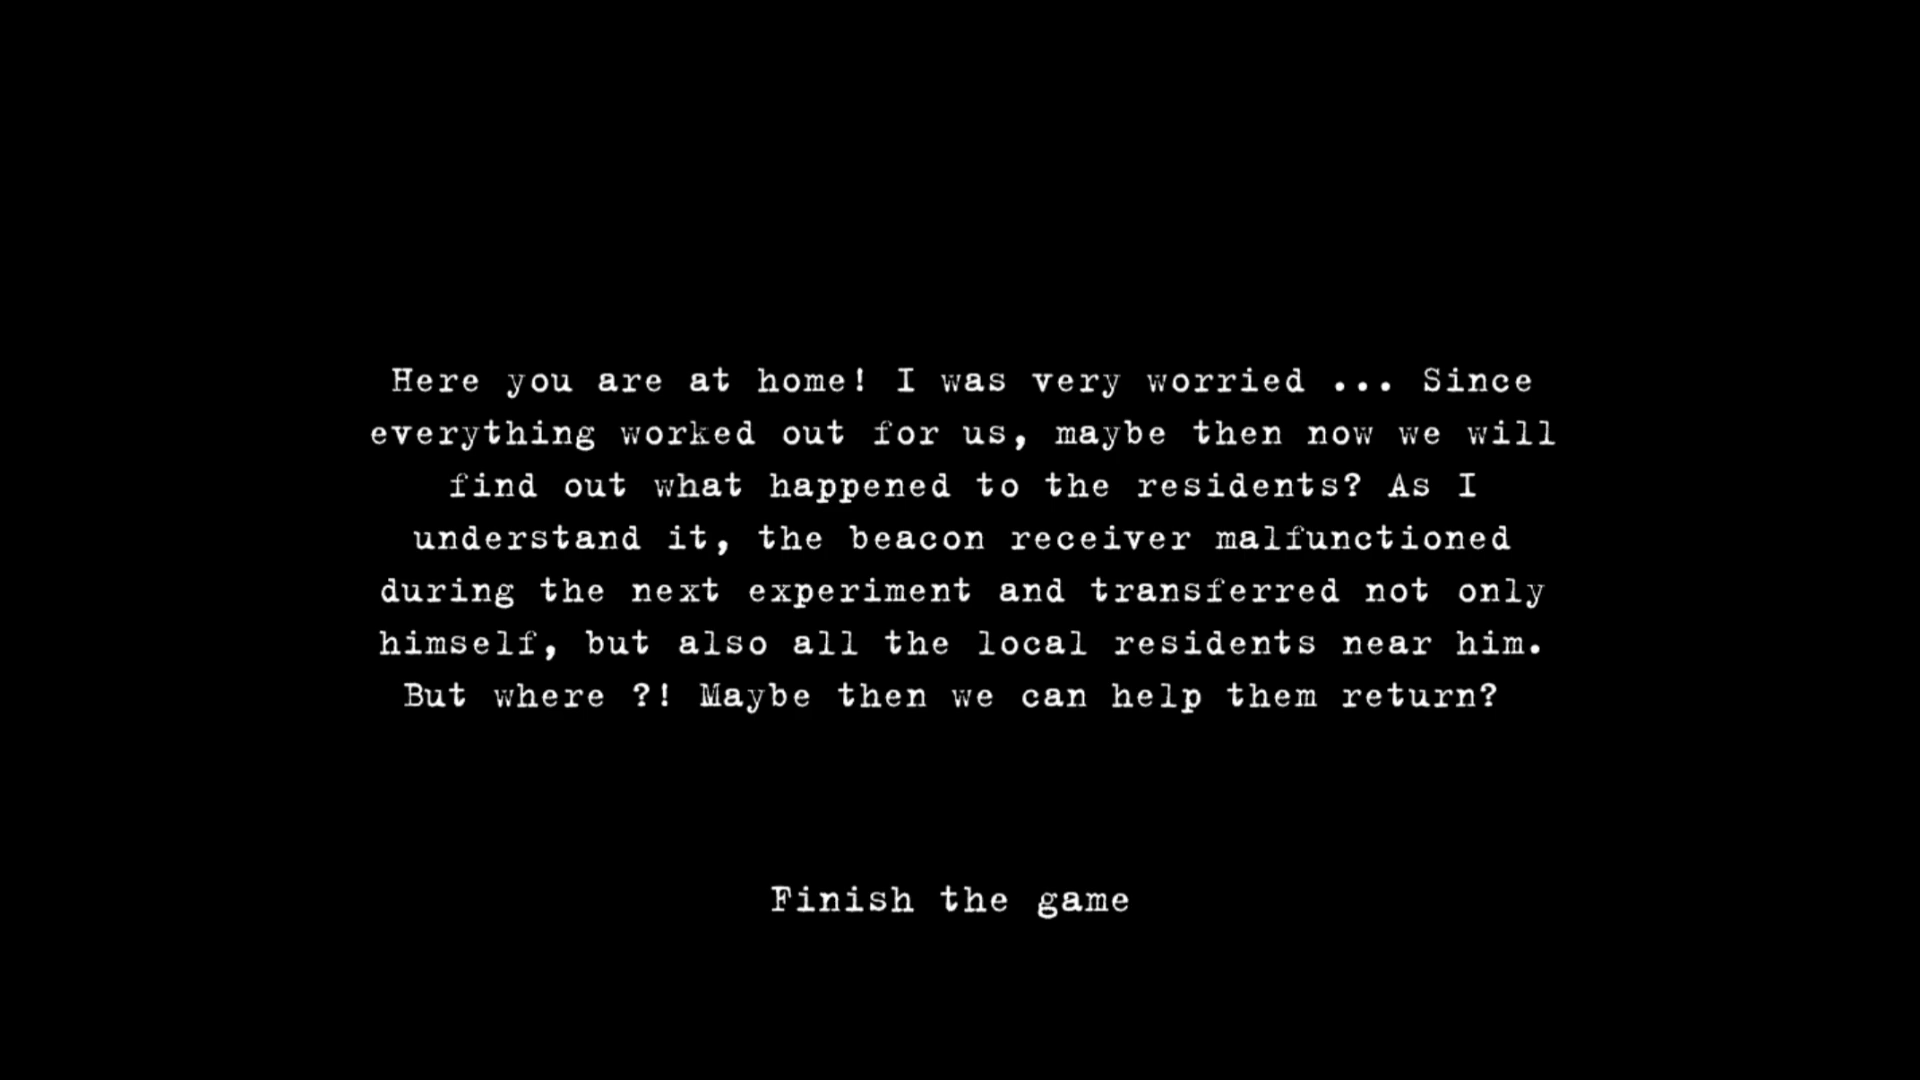 Here you are at home! I was very worried ... Since
everything worked out for us, maybe then now we will
find out what happened to the residents? As I
understand it, the beacon receiver malfunctioned
during the next experiment and transferred not only
himself, but also all the local residents near him.
But where ?! Maybe then we can help them return?
Finish the game